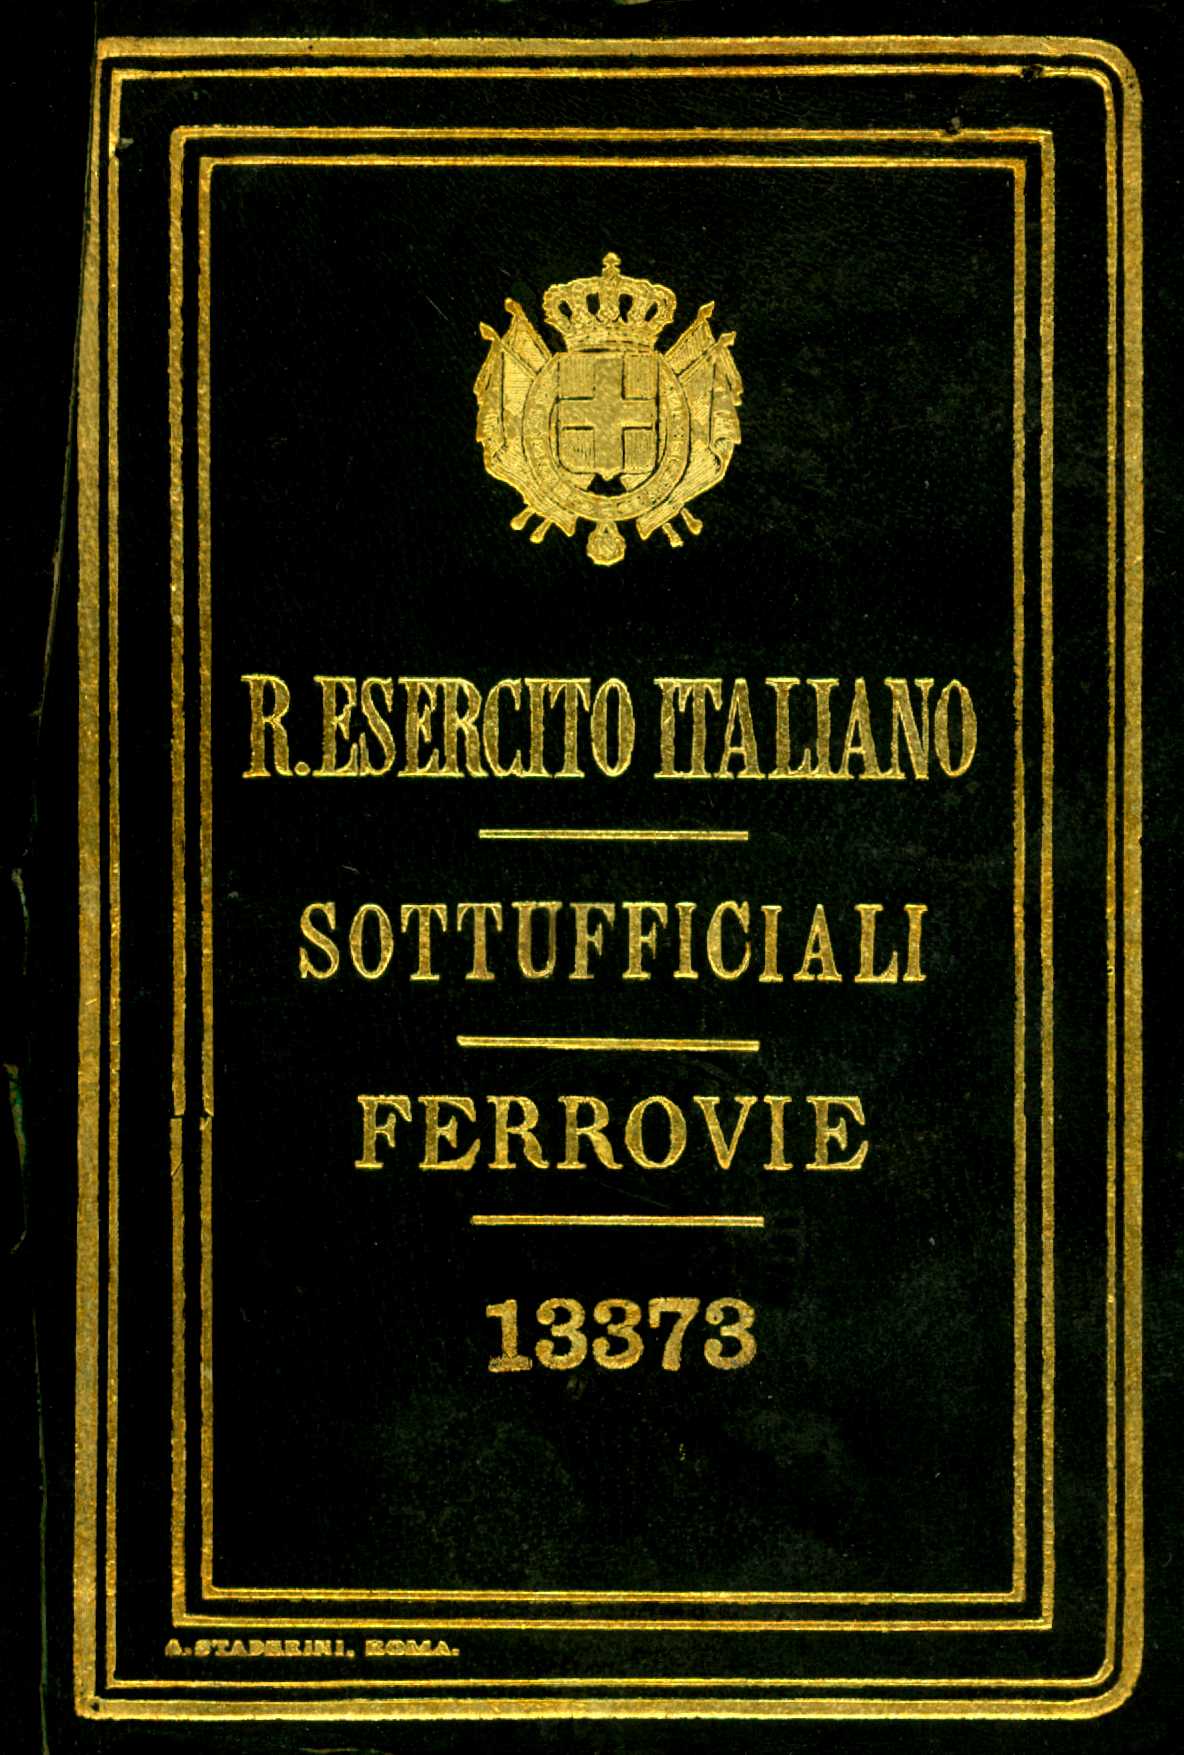 R. ESERCITO ITALIANO
SOTTUFFICIALI
FERROVIE
13373
A. STADERINI, ROMA.